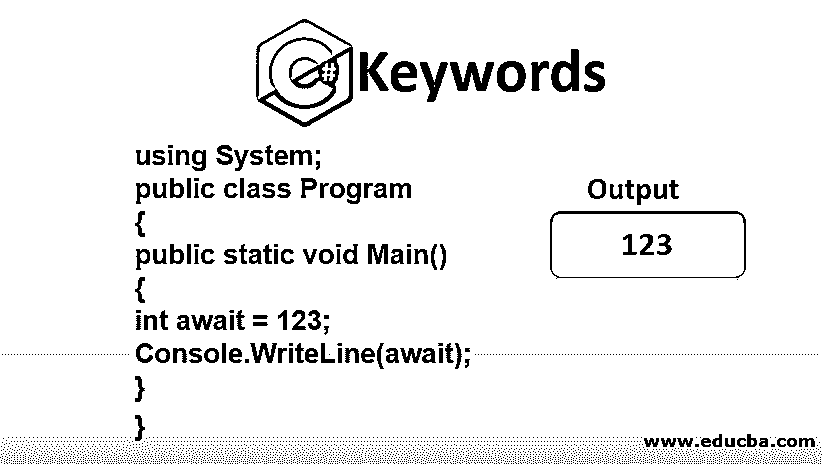 C# Keywords
using System;
public class Program
{
public static void Main()
{
int await = 123;
Console.WriteLine(await);
}
}
Output
123
www.educba.com